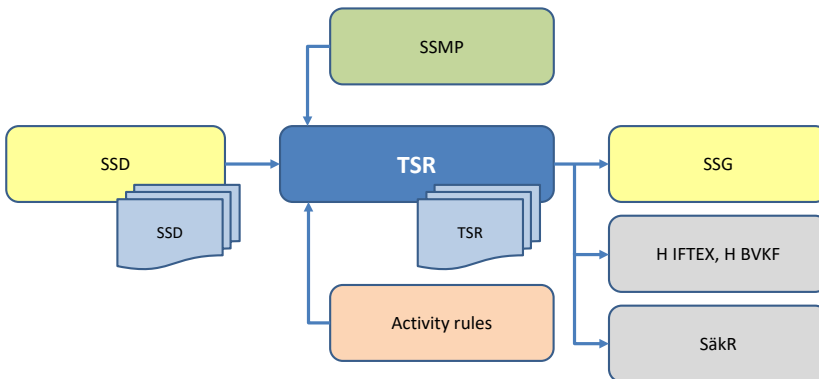 SSMP
SSD
TSR
SSG
SSD
TSR
H IFTEX, H BVKF
Activity rules
SäkR